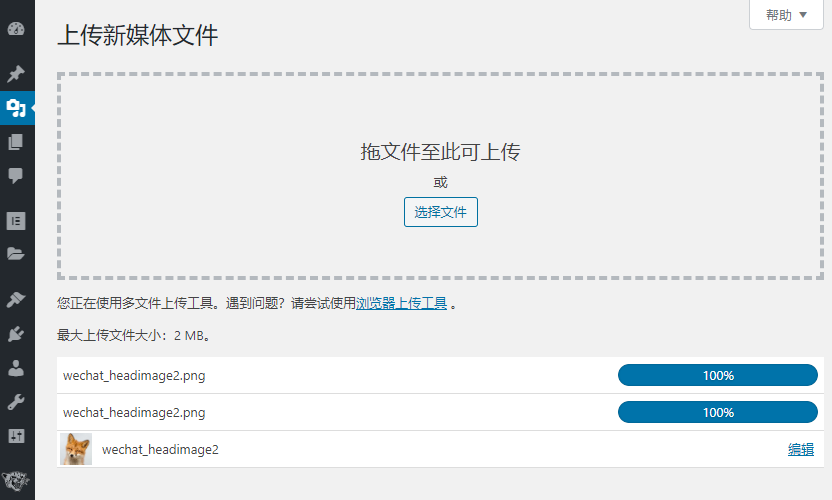 帮助
上传新媒体文件
拖文件至此可上传
或
选择文件
您正在使用多文件上传工具。遇到问题？请尝试使用浏览器上传工具 。
最大上传文件大小：2 MB。
wechat_headimage2.png 100%
wechat_headimage2.png 100%
wechat_headimage2 编辑